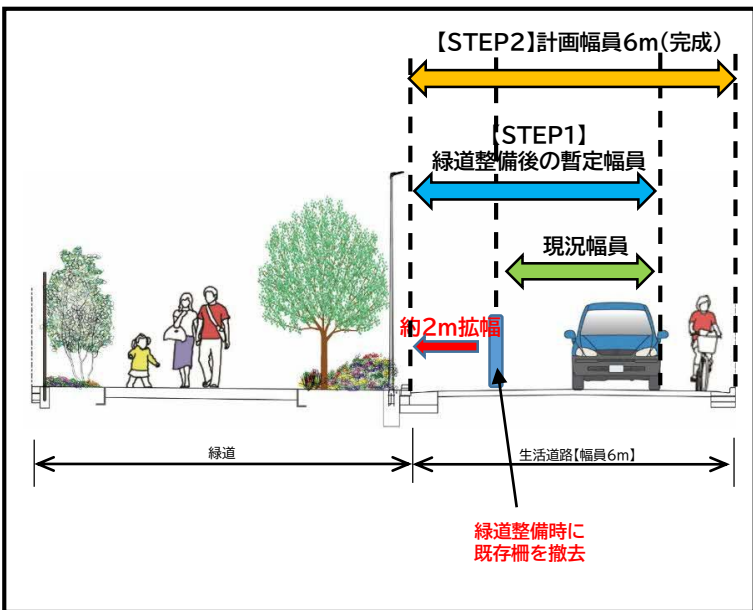 【STEP2】計画幅員6m(完成)
【STEP1】
緑道整備後の暫定幅員
現況幅員
約2m拡幅
緑道
生活道路【幅員6m】
緑道整備時に
既存柵を撤去